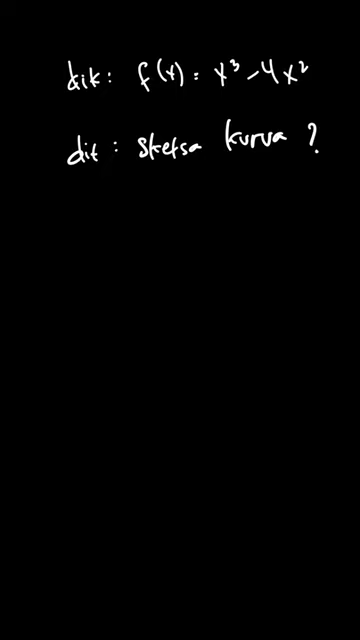 dik : f(x) = x³ - 4x²
dit : sketsa kurva ?